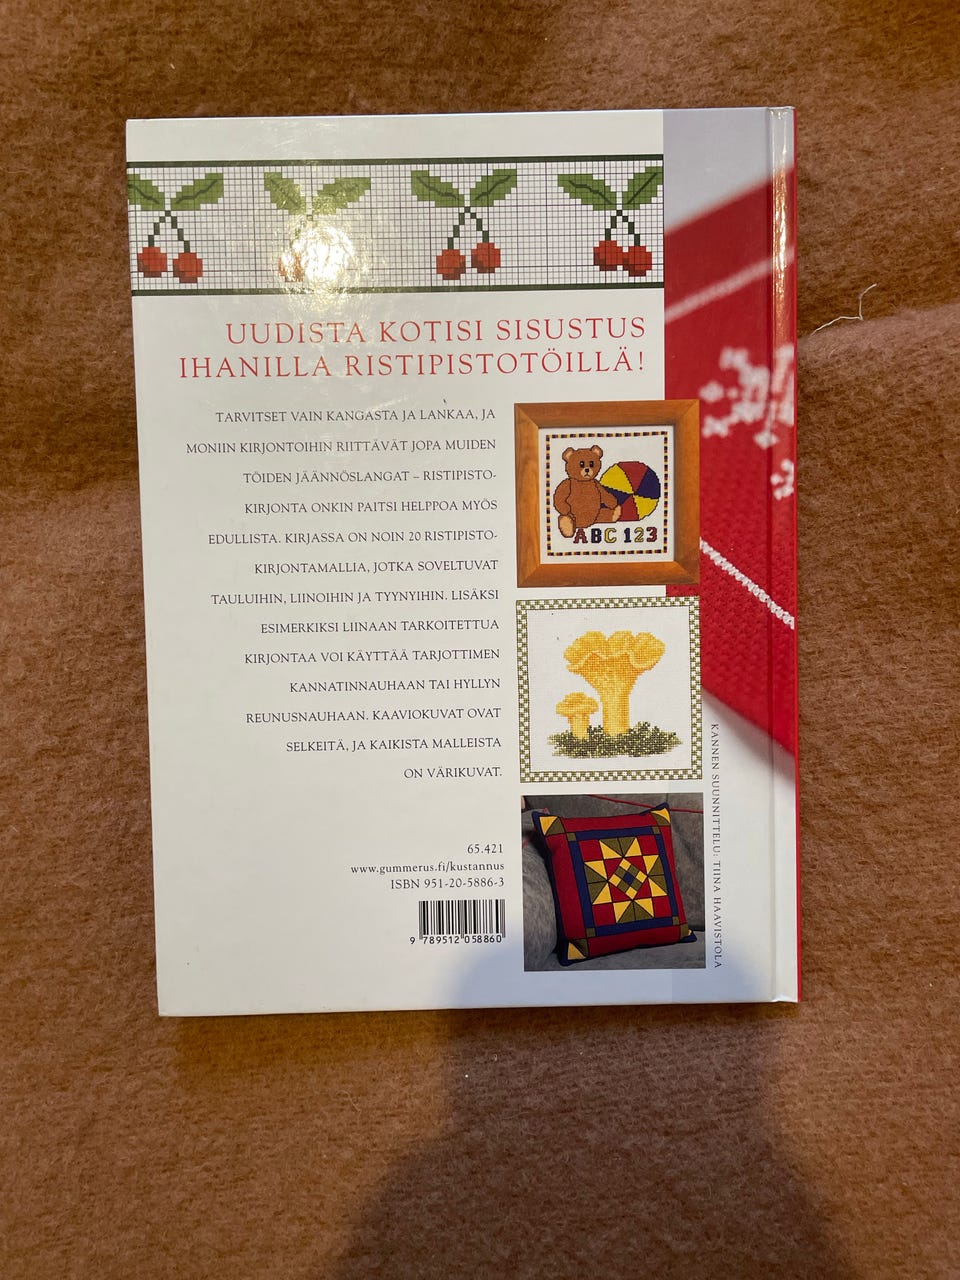 UUDISTA KOTISI SISUSTUS
IHANILLA RISTIPISTOTÖILLÄ!
TARVITSET VAIN KANGASTA JA LANKAA, JA
MONIIN KIRJONTOIHIN RIITTÄVÄT JOPA MUIDEN
TÖIDEN JÄÄNNÖSLANGAT – RISTIPISTO-
KIRJONTA ONKIN PAITSI HELPPOA MYÖS
EDULLISTA. KIRJASSA ON NOIN 20 RISTIPISTO-
KIRJONTAMALLIA, JOTKA SOVELTUVAT
TAULUIHIN, LIINOIHIN JA TYYNYIHIN. LISÄKSI
ESIMERKIKSI LIINAAN TARKOITETTUA
KIRJONTAA VOI KÄYTTÄÄ TARJOTTIMEN
KANNATINNAUHAAN TAI HYLLYN
REUNUSNAUHAAN. KAAVIOKUVAT OVAT
SELKEITÄ, JA KAIKISTA MALLEISTA
ON VÄRIKUVAT.
ABC 123
65.421
www.gummerus.fi/kustannus
ISBN 951-20-5886-3
9 789512 058860
KANNEN SUUNNITTELU: TIINA HAAVISTOLA